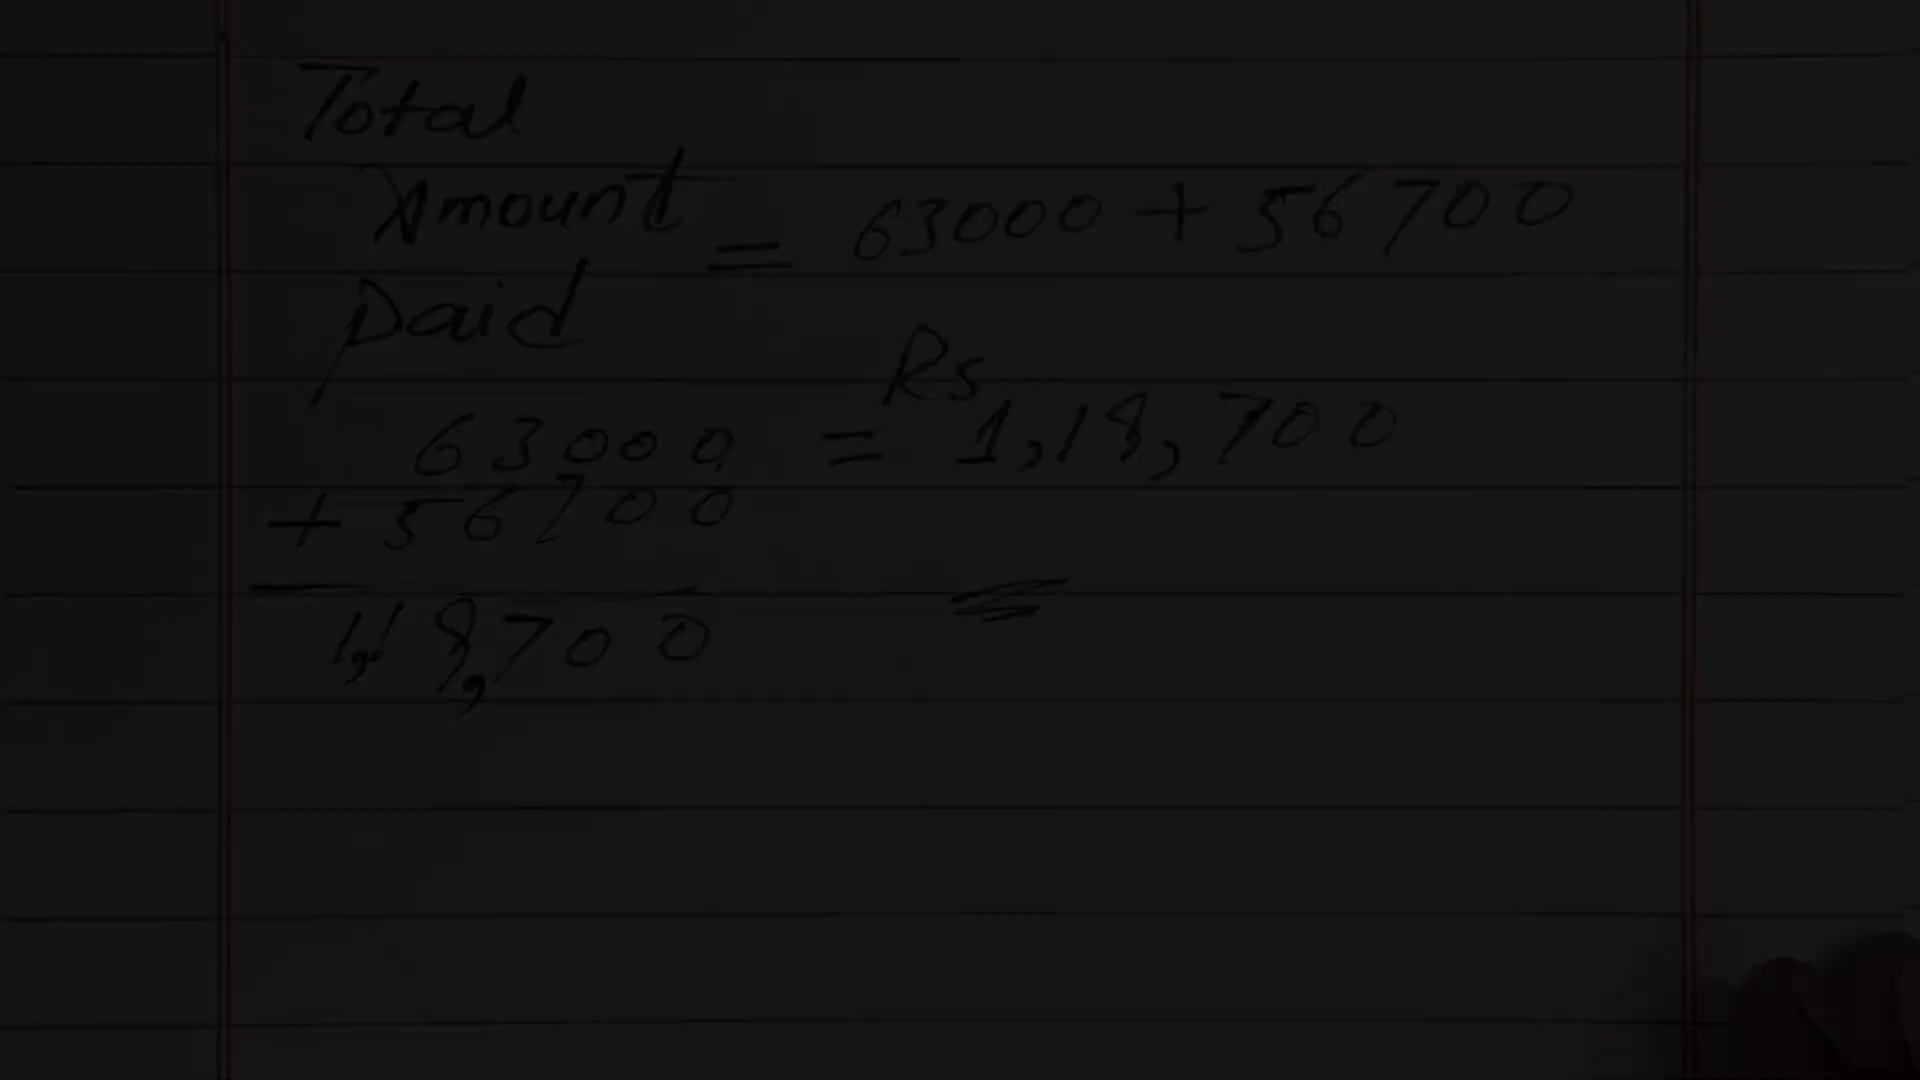 Total
Amount = 63000 + 56700
paid
Rs
63000 = 1,18,700
+ 56700
1,18,700